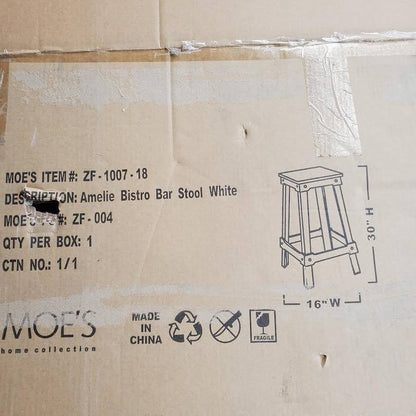 MOE'S ITEM #: ZF-1007-18
DESCRIPTION: Amelie Bistro Bar Stool White
MOE'S #: ZF-004
QTY PER BOX: 1
CTN NO.: 1/1
30" H
16" W
MOE'S
home collection
MADE
IN
CHINA
FRAGILE